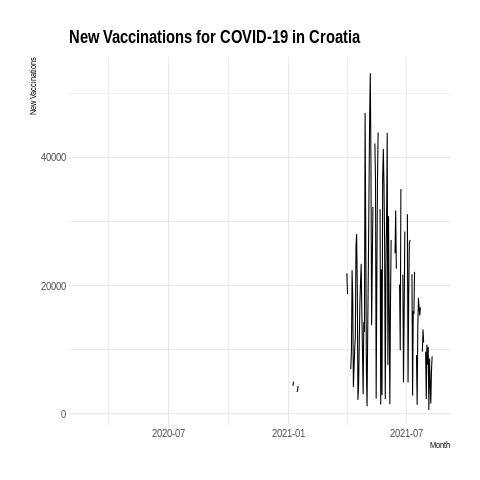 New Vaccinations for COVID-19 in Croatia
New Vaccinations
40000
20000
0
2020-07
2021-01
2021-07
Month